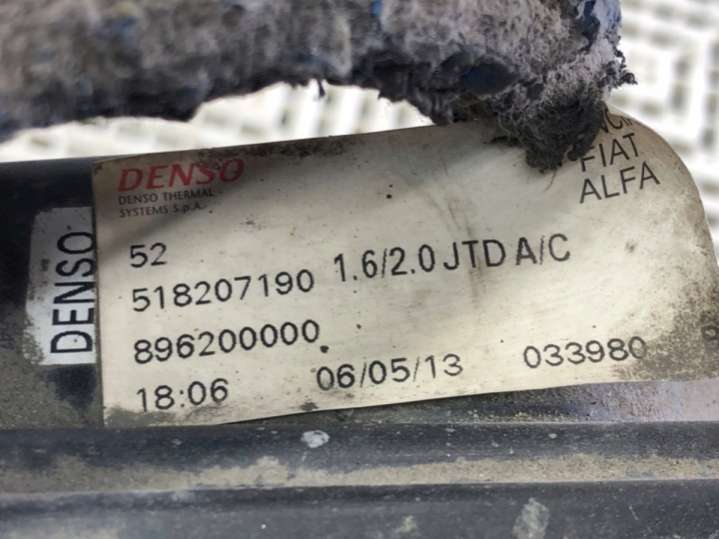 DENSO
DENSO THERMAL
SYSTEMS S.p.A.
FIAT
ALFA
52
518207190 1.6/2.0 JTD A/C
896200000
18:06 06/05/13 033980
DENSO